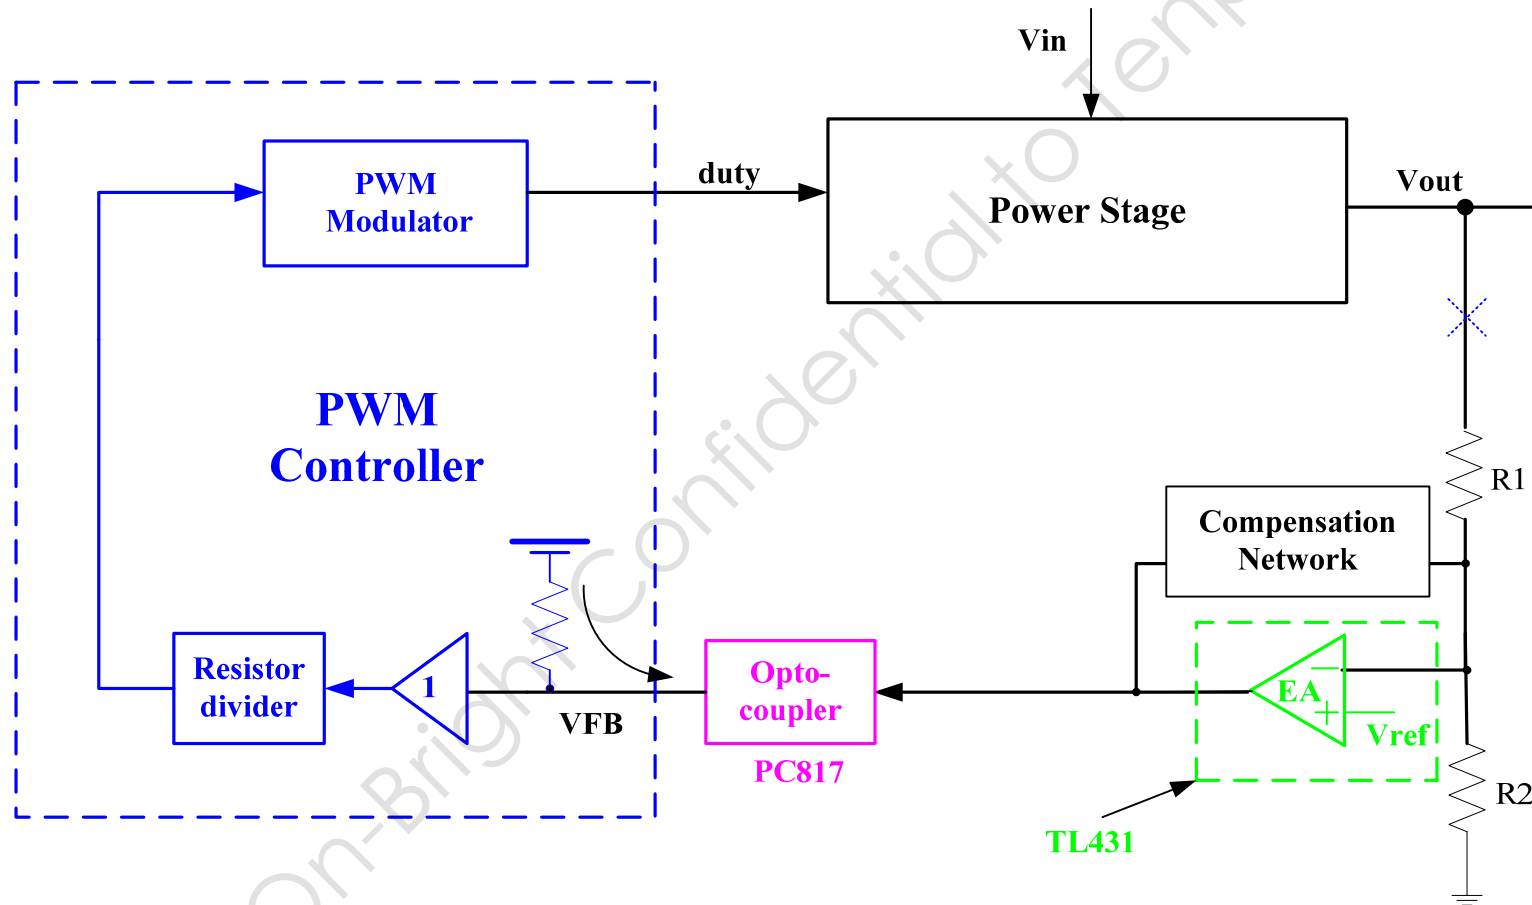 Vin
PWM
Modulator
duty
Power Stage
Vout
PWM
Controller
R1
Compensation
Network
Resistor
divider
1
VFB
Opto-
coupler
PC817
EA
Vref
R2
TL431
On-Bright Confidential to Temp